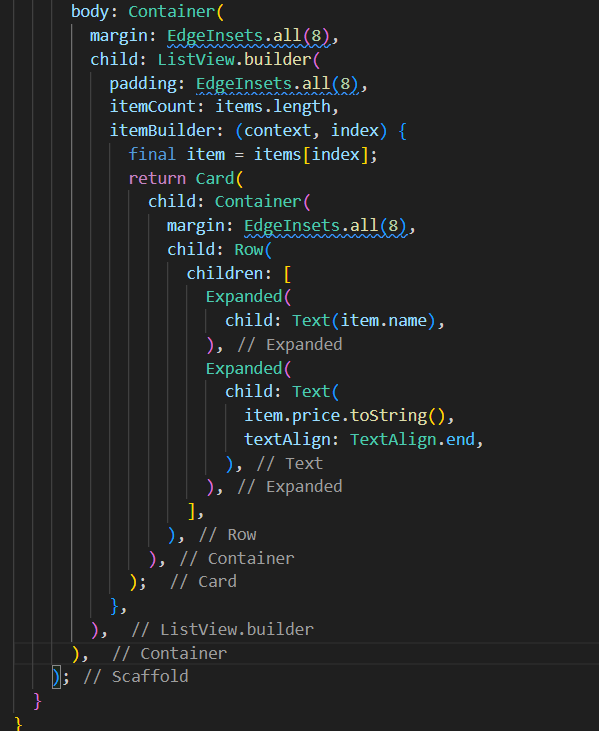 body: Container(
margin: EdgeInsets.all(8),
child: ListView.builder(
padding: EdgeInsets.all(8),
itemCount: items.length,
itemBuilder: (context, index) {
final item = items[index];
return Card(
child: Container(
margin: EdgeInsets.all(8),
child: Row(
children: [
Expanded(
child: Text(item.name),
), // Expanded
Expanded(
child: Text(
item.price.toString(),
textAlign: TextAlign.end,
), // Text
), // Expanded
],
), // Row
), // Container
); // Card
},
), // ListView.builder
), // Container
); // Scaffold
}
}